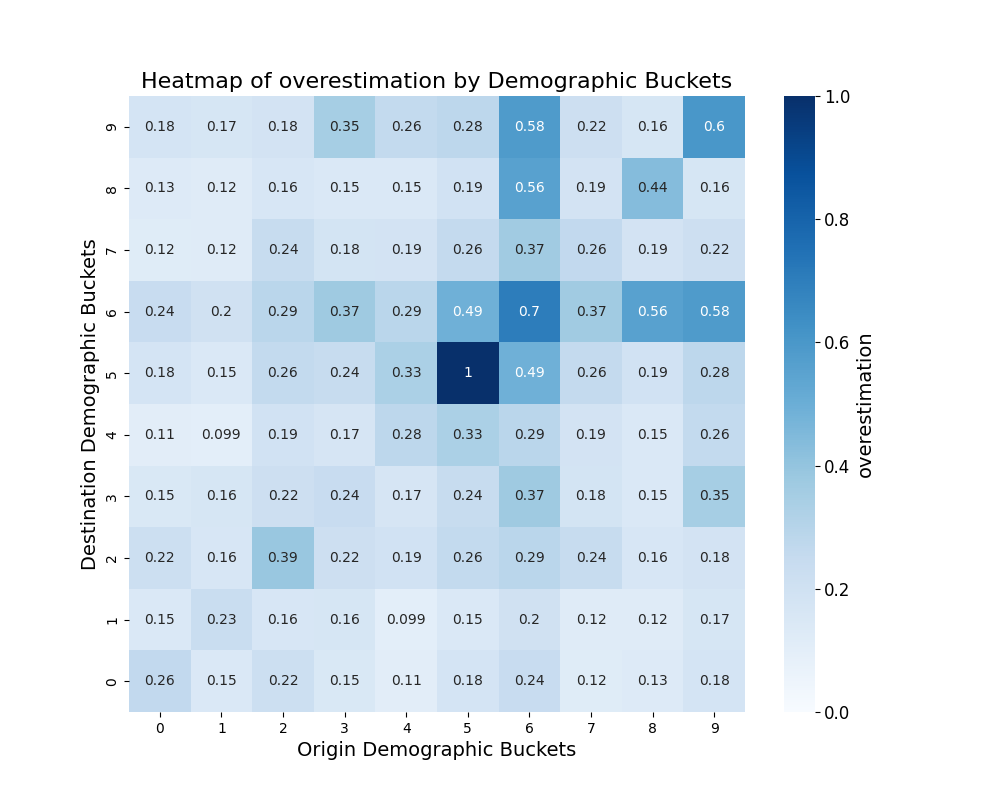 Heatmap of overestimation by Demographic Buckets
9 0.18 0.17 0.18 0.35 0.26 0.28 0.58 0.22 0.16 0.6
8 0.13 0.12 0.16 0.15 0.15 0.19 0.56 0.19 0.44 0.16
7 0.12 0.12 0.24 0.18 0.19 0.26 0.37 0.26 0.19 0.22
6 0.24 0.2 0.29 0.37 0.29 0.49 0.7 0.37 0.56 0.58
5 0.18 0.15 0.26 0.24 0.33 1 0.49 0.26 0.19 0.28
4 0.11 0.099 0.19 0.17 0.28 0.33 0.29 0.19 0.15 0.26
3 0.15 0.16 0.22 0.24 0.17 0.24 0.37 0.18 0.15 0.35
2 0.22 0.16 0.39 0.22 0.19 0.26 0.29 0.24 0.16 0.18
1 0.15 0.23 0.16 0.16 0.099 0.15 0.2 0.12 0.12 0.17
0 0.26 0.15 0.22 0.15 0.11 0.18 0.24 0.12 0.13 0.18
0 1 2 3 4 5 6 7 8 9
Origin Demographic Buckets
Destination Demographic Buckets
1.0
0.8
0.6
0.4
0.2
0.0
overestimation